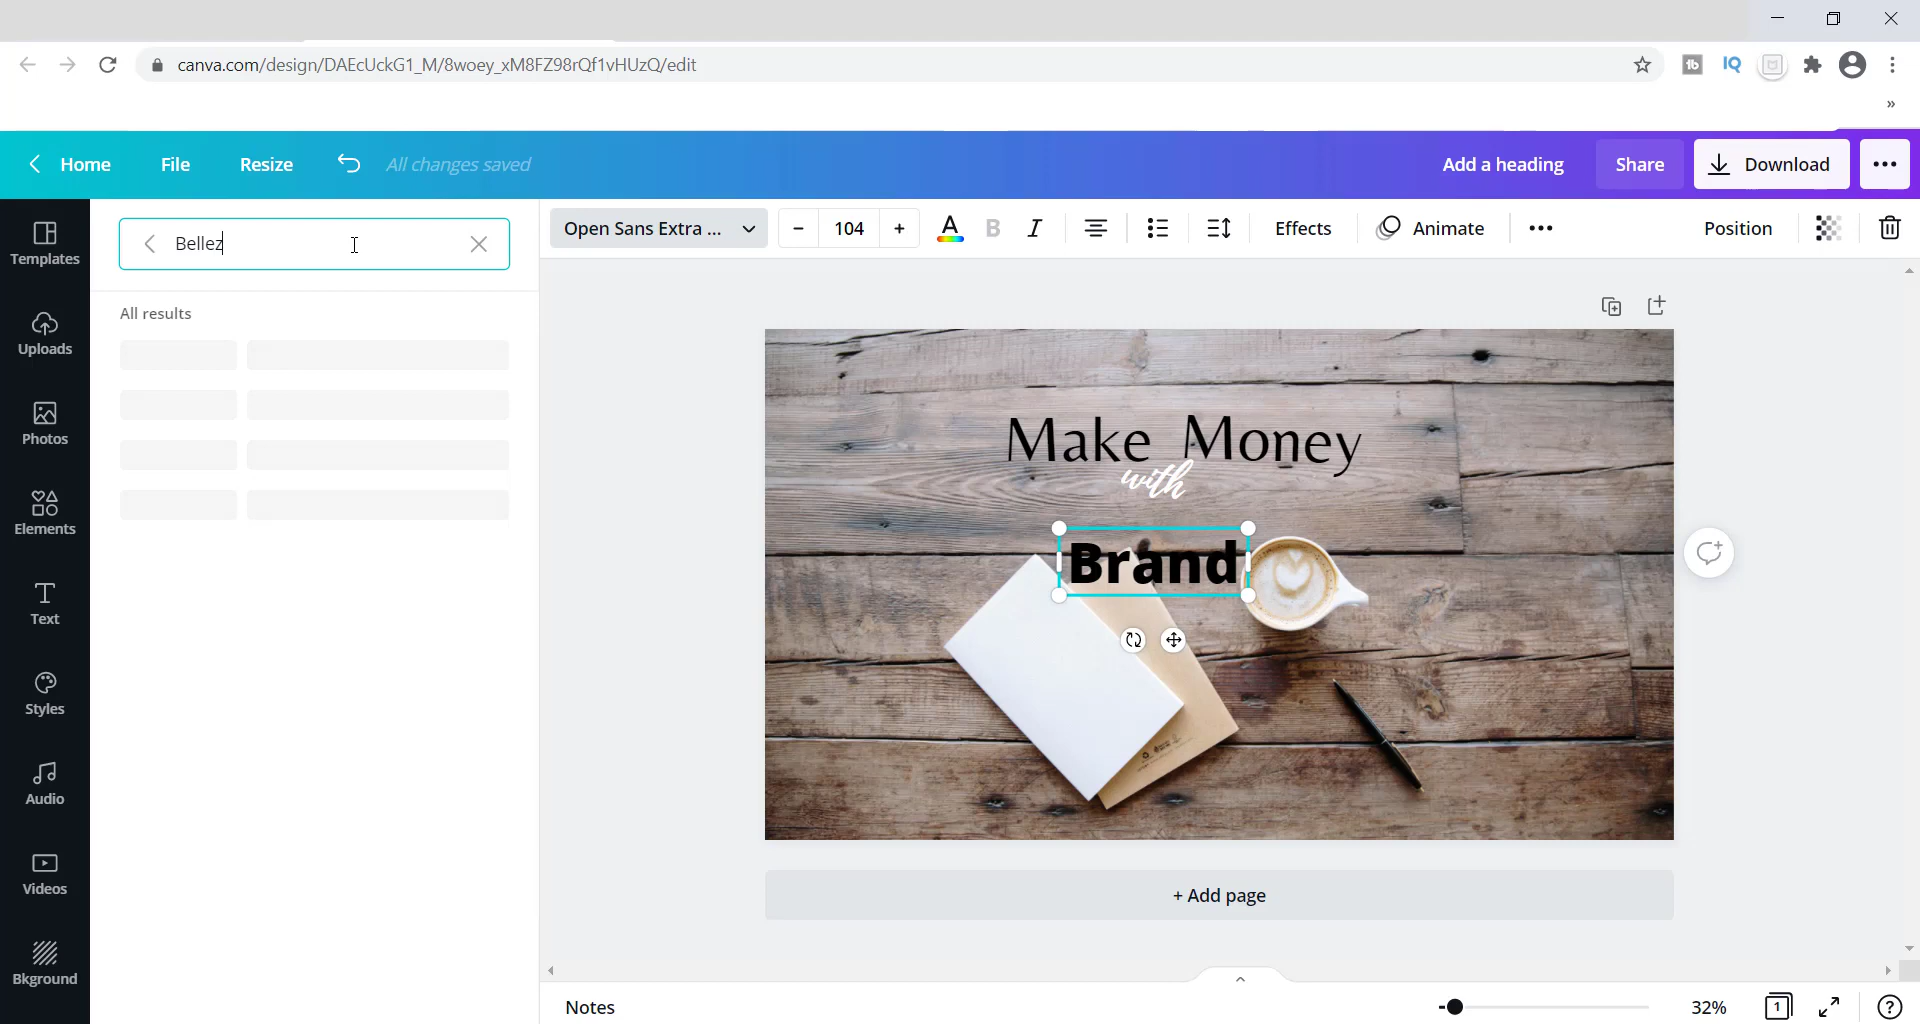 canva.com/design/DAEcUckG1_M/8woey_xM8FZ98rQf1vHUzQ/edit
Home File Resize All changes saved Add a heading Share Download
Bellez
Open Sans Extra ... 104 Effects Animate Position
All results
Templates
Uploads
Photos
Elements
Text
Styles
Audio
Videos
Bkground
Make Money
with
Brand
+ Add page
Notes 32% 1